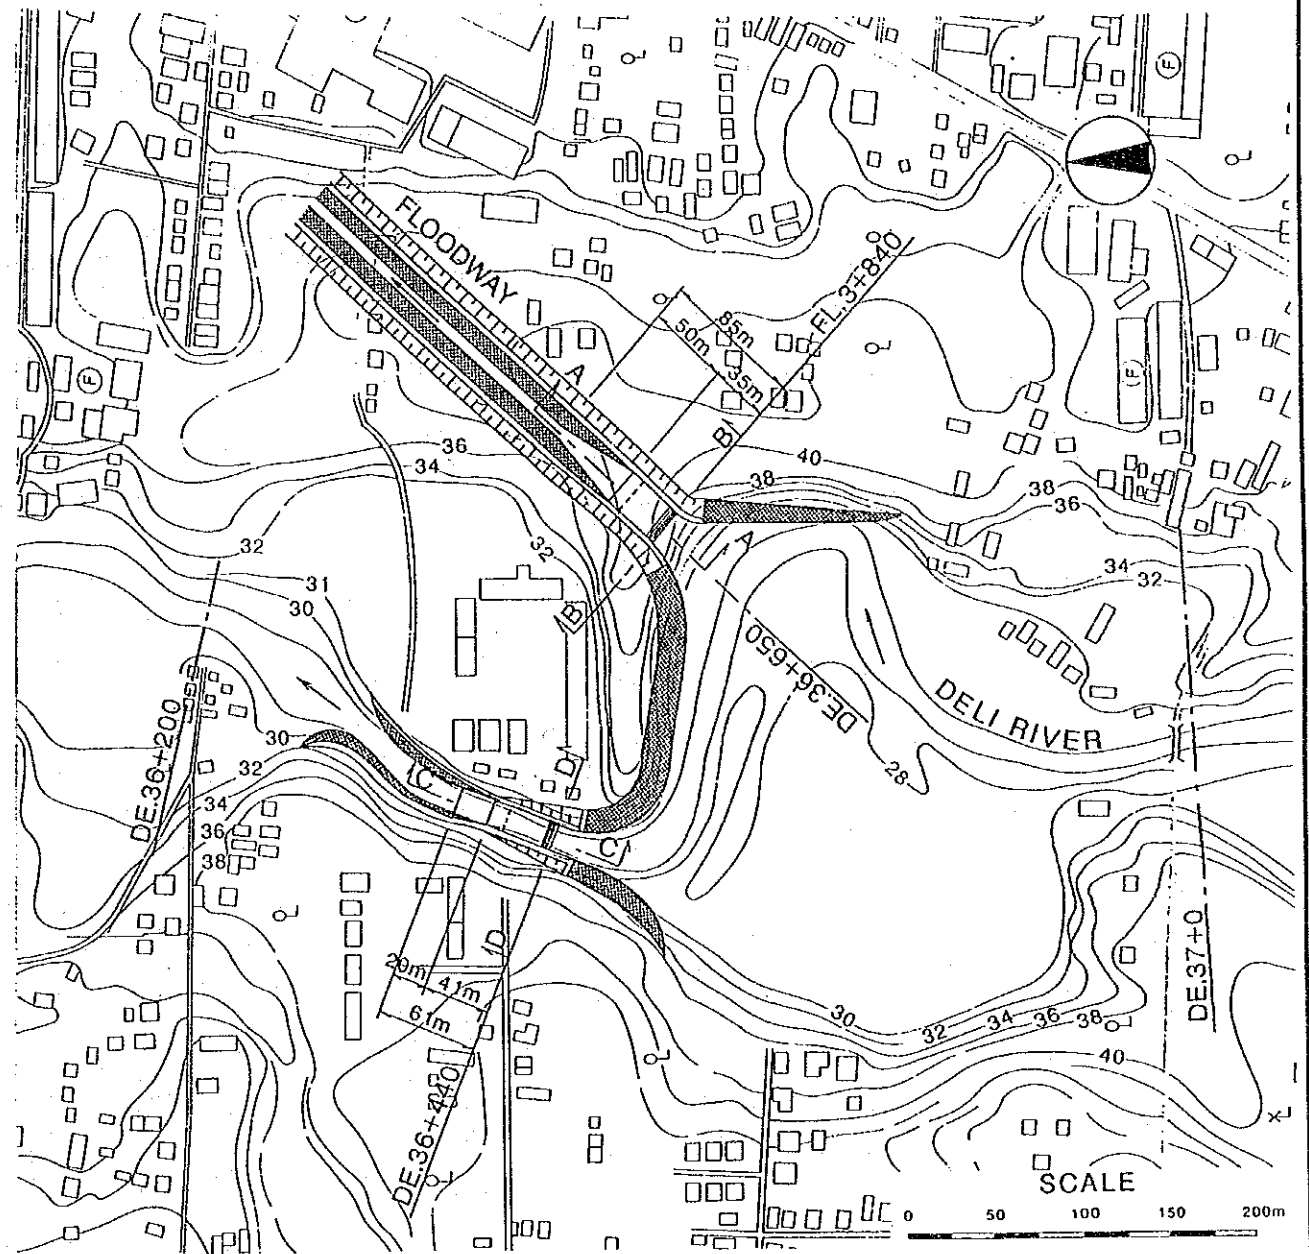 (F)
FLOODWAY
FL.3+840
85m
50m
35m
A
(F)
(F)
B
36
34
40
38
38
36
32
32
A
34
32
31
30
B
DE.36+650
DELI RIVER
DE.36+200
30
28
32
C
D
34
36
38
C
D
20m
41m
61m
DE.37+0
30
32
34
36
38
40
DE.36+440
SCALE
0 50 100 150 200m